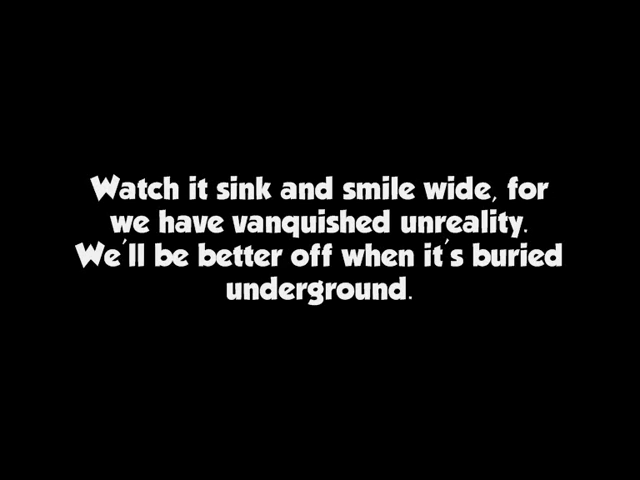 Watch it sink and smile wide, for
we have vanquished unreality.
We'll be better off when it's buried
underground.